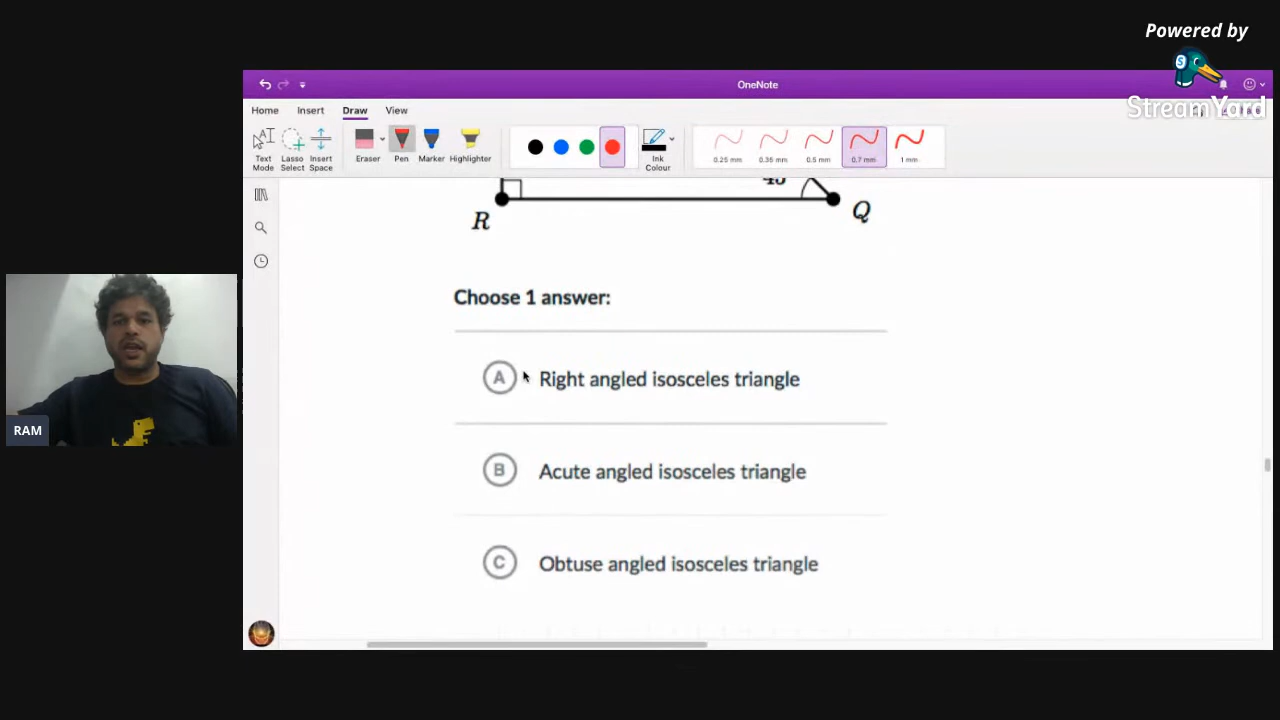 Powered by
S
StreamYard
OneNote
Home Insert Draw View
Text Mode
Lasso Select
Insert Space
Eraser
Pen
Marker
Highlighter
Ink Colour
0.25 mm
0.35 mm
0.5 mm
0.7 mm
1 mm
R
Q
Choose 1 answer:
A Right angled isosceles triangle
B Acute angled isosceles triangle
C Obtuse angled isosceles triangle
RAM